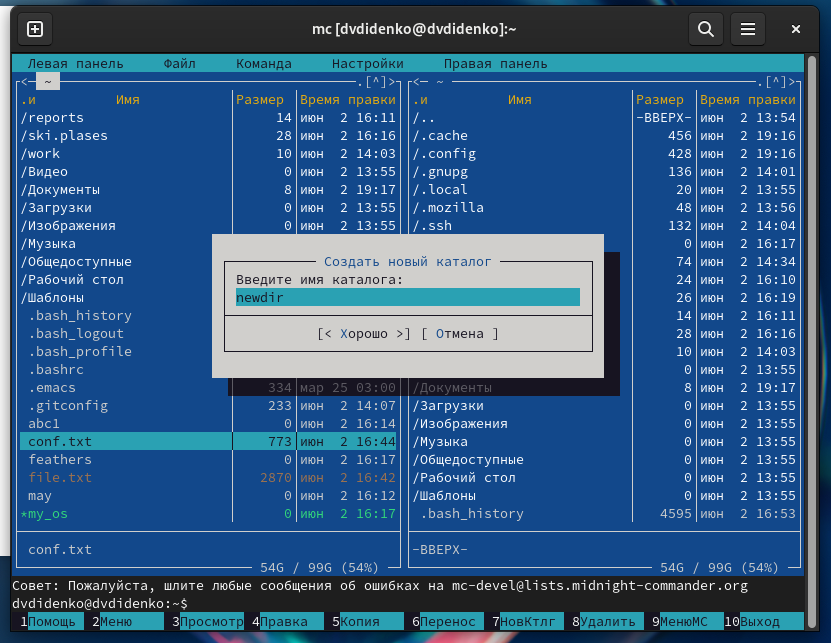 mc [dvdidenko@dvdidenko]:~
Левая панель Файл Команда Настройки Правая панель
<— ~ .[^]> <— ~ .[^]>
.и Имя Размер Время правки .и Имя Размер Время правки
/reports 14 июн 2 16:11 /.. -ВВЕРХ- июн 2 13:54
/ski.plases 28 июн 2 16:16 /.cache 456 июн 2 19:16
/work 10 июн 2 14:03 /.config 428 июн 2 19:16
/Видео 0 июн 2 13:55 /.gnupg 136 июн 2 14:01
/Документы 8 июн 2 19:17 /.local 20 июн 2 13:55
/Загрузки 0 июн 2 13:55 /.mozilla 48 июн 2 13:56
/Изображения 0 июн 2 13:55 /.ssh 132 июн 2 14:04
/Музыка 0 июн 2 16:17
/Общедоступные Создать новый каталог 74 июн 2 14:34
/Рабочий стол Введите имя каталога: 24 июн 2 16:10
/Шаблоны newdir 26 июн 2 16:19
.bash_history 14 июн 2 16:11
.bash_logout [< Хорошо >] [ Отмена ] 28 июн 2 16:16
.bash_profile 10 июн 2 14:03
.bashrc 0 июн 2 13:55
.emacs 334 мар 25 03:00 /Документы 8 июн 2 19:17
.gitconfig 233 июн 2 14:07 /Загрузки 0 июн 2 13:55
abc1 0 июн 2 16:14 /Изображения 0 июн 2 13:55
conf.txt 773 июн 2 16:44 /Музыка 0 июн 2 13:55
feathers 0 июн 2 16:17 /Общедоступные 0 июн 2 13:55
file.txt 2870 июн 2 16:42 /Рабочий стол 0 июн 2 13:55
may 0 июн 2 16:12 /Шаблоны 0 июн 2 13:55
*my_os 0 июн 2 16:17 .bash_history 4595 июн 2 16:53
conf.txt -ВВЕРХ-
54G / 99G (54%) 54G / 99G (54%)
Совет: Пожалуйста, шлите любые сообщения об ошибках на mc-devel@lists.midnight-commander.org
dvdidenko@dvdidenko:~$
1Помощь 2Меню 3Просмотр 4Правка 5Копия 6Перенос 7НовКтлг 8Удалить 9МенюMC 10Выход